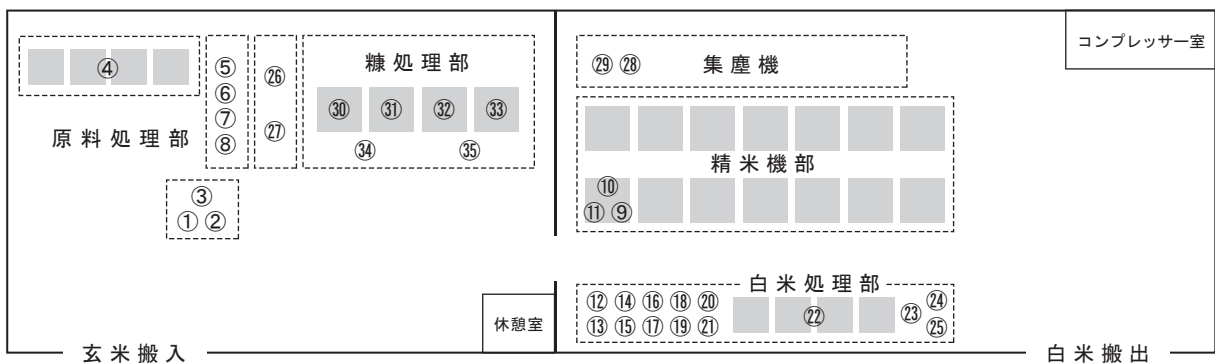 コンプレッサー室
④
⑤
⑥
⑦
⑧
㉖
㉗
糠処理部
㉚ ㉛ ㉜ ㉝
㉞ ㉟
原料処理部
③
① ②
㉙ ㉘ 集塵機
精米機部
⑩
⑪ ⑨
白米処理部
⑫ ⑭ ⑯ ⑱ ⑳
⑬ ⑮ ⑰ ⑲ ㉑
㉒
㉓
㉔
㉕
休憩室
玄米搬入
白米搬出